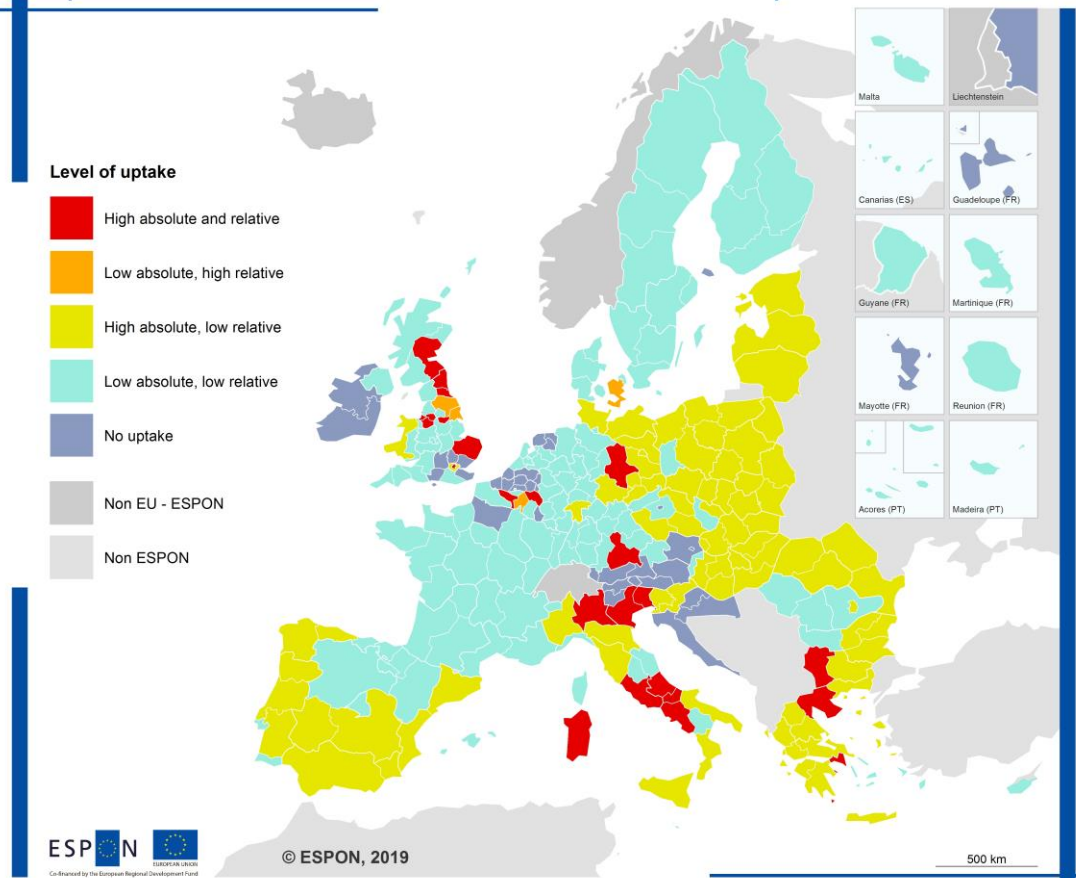 Level of uptake
High absolute and relative
Low absolute, high relative
High absolute, low relative
Low absolute, low relative
No uptake
Non EU - ESPON
Non ESPON
Malta
Liechtenstein
Canarias (ES)
Guadeloupe (FR)
Guyane (FR)
Martinique (FR)
Mayotte (FR)
Reunion (FR)
Acores (PT)
Madeira (PT)
ESPON
EUROPEAN UNION
Co-financed by the European Regional Development Fund
© ESPON, 2019
500 km